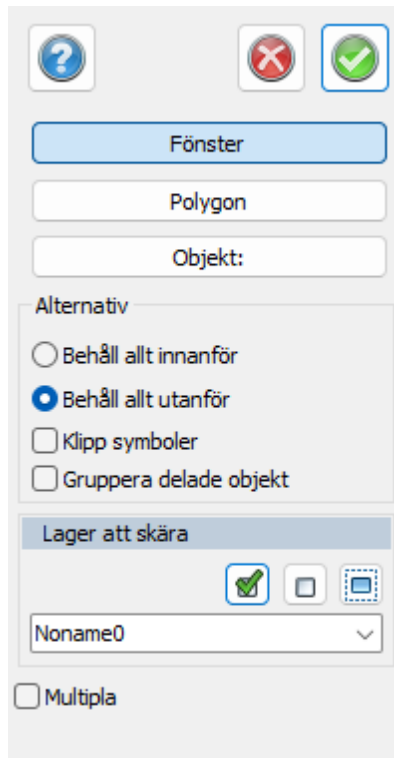 ?
Fönster
Polygon
Objekt:
Alternativ
Behåll allt innanför
Behåll allt utanför
Klipp symboler
Gruppera delade objekt
Lager att skära
Noname0
Multipla